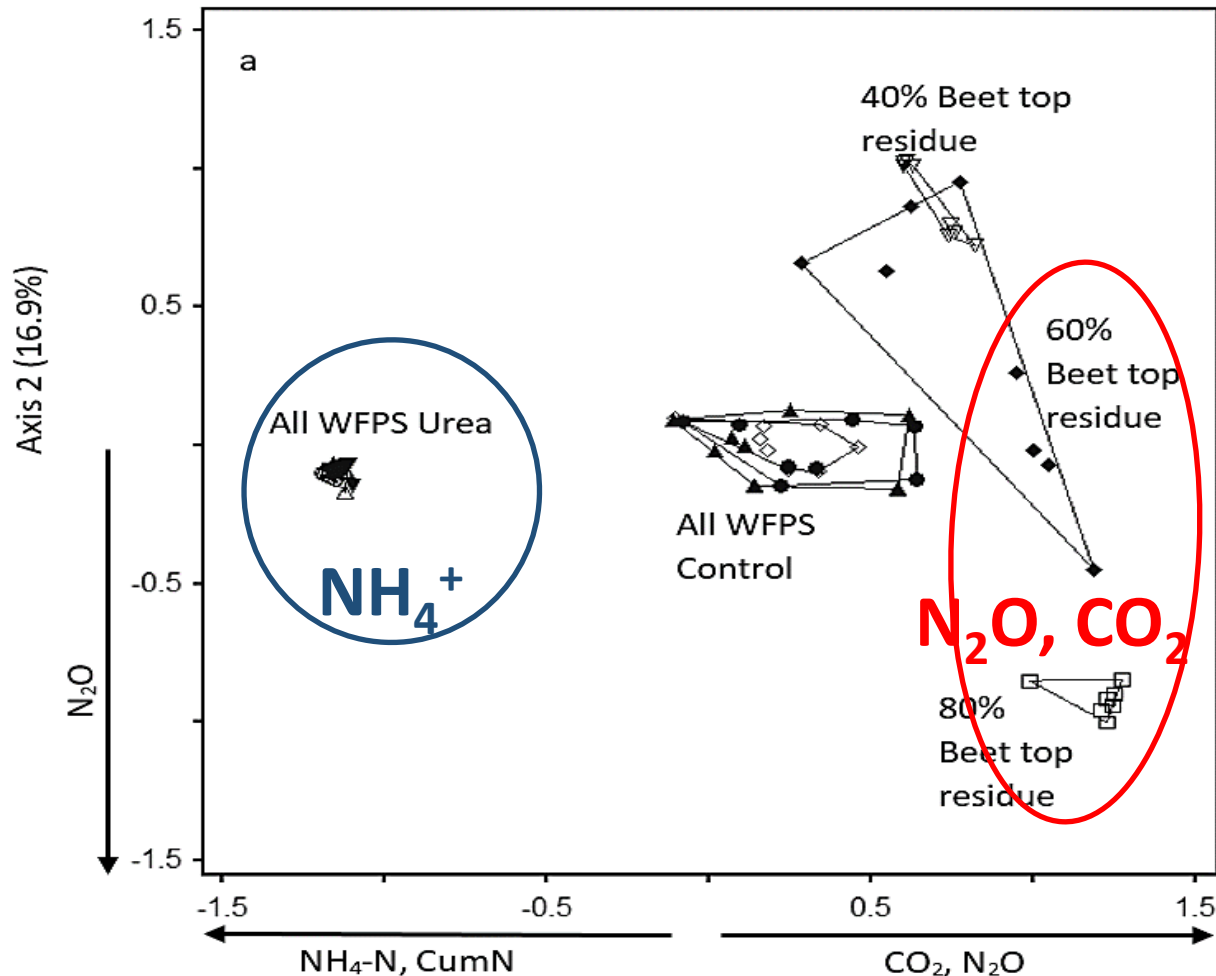 1.5
a
40% Beet top
residue
0.5
60%
Beet top
residue
Axis 2 (16.9%)
All WFPS Urea
All WFPS
Control
NH₄⁺
-0.5
N₂O, CO₂
N₂O
80%
Beet top
residue
-1.5
-1.5
-0.5
0.5
1.5
NH₄-N, CumN
CO₂, N₂O